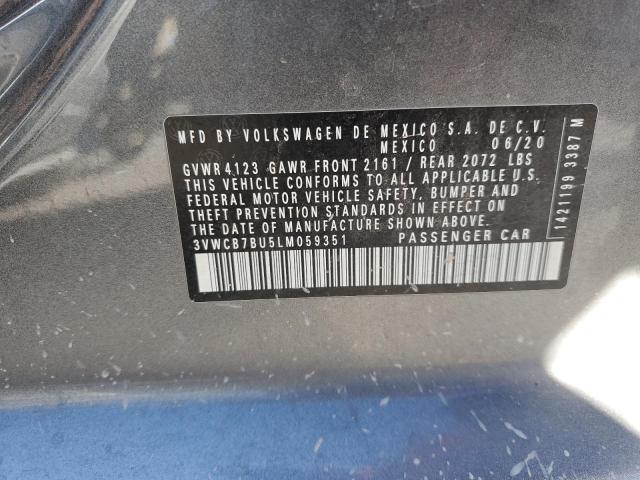 MFD BY VOLKSWAGEN DE MEXICO S.A. DE C.V.
MEXICO 06/20
GVWR 4.123 GAWR FRONT 2161 / REAR 2072 LBS
THIS VEHICLE CONFORMS TO ALL APPLICABLE U.S.
FEDERAL MOTOR VEHICLE SAFETY, BUMPER AND
THEFT PREVENTION STANDARDS IN EFFECT ON
THE DATE OF MANUFACTURE SHOWN ABOVE.
3VWCB7BU5LM059351 PASSENGER CAR
1421199 3387 M